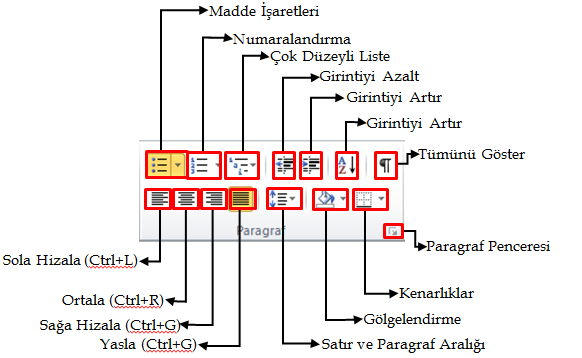 Madde İşaretleri
Numaralandırma
Çok Düzeyli Liste
Girintiyi Azalt
Girintiyi Artır
Girintiyi Artır
Tümünü Göster
Paragraf
Paragraf Penceresi
Sola Hizala (Ctrl+L)
Kenarlıklar
Ortala (Ctrl+R)
Gölgelendirme
Sağa Hizala (Ctrl+G)
Yasla (Ctrl+G)
Satır ve Paragraf Aralığı